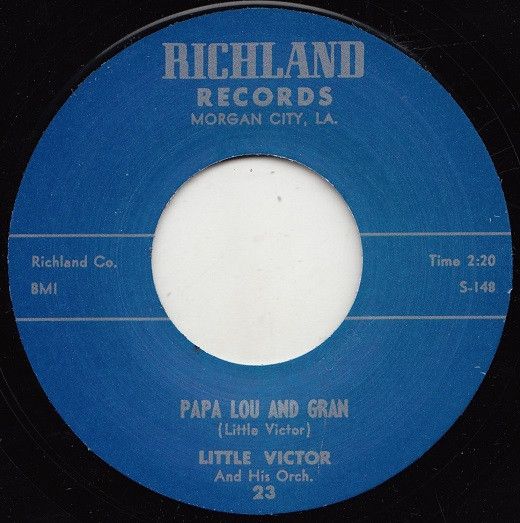 RICHLAND
RECORDS
MORGAN CITY, LA.
Richland Co.
BMI
Time 2:20
S-148
PAPA LOU AND GRAN
(Little Victor)
LITTLE VICTOR
And His Orch.
23